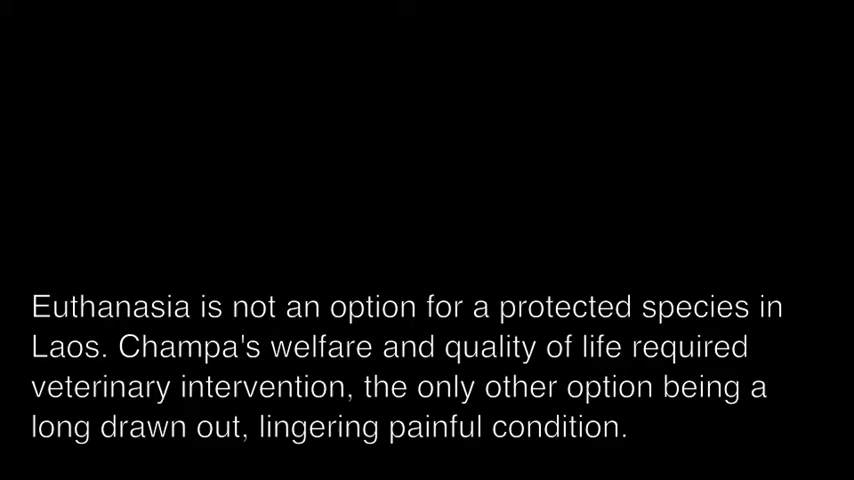 Euthanasia is not an option for a protected species in
Laos. Champa's welfare and quality of life required
veterinary intervention, the only other option being a
long drawn out, lingering painful condition.